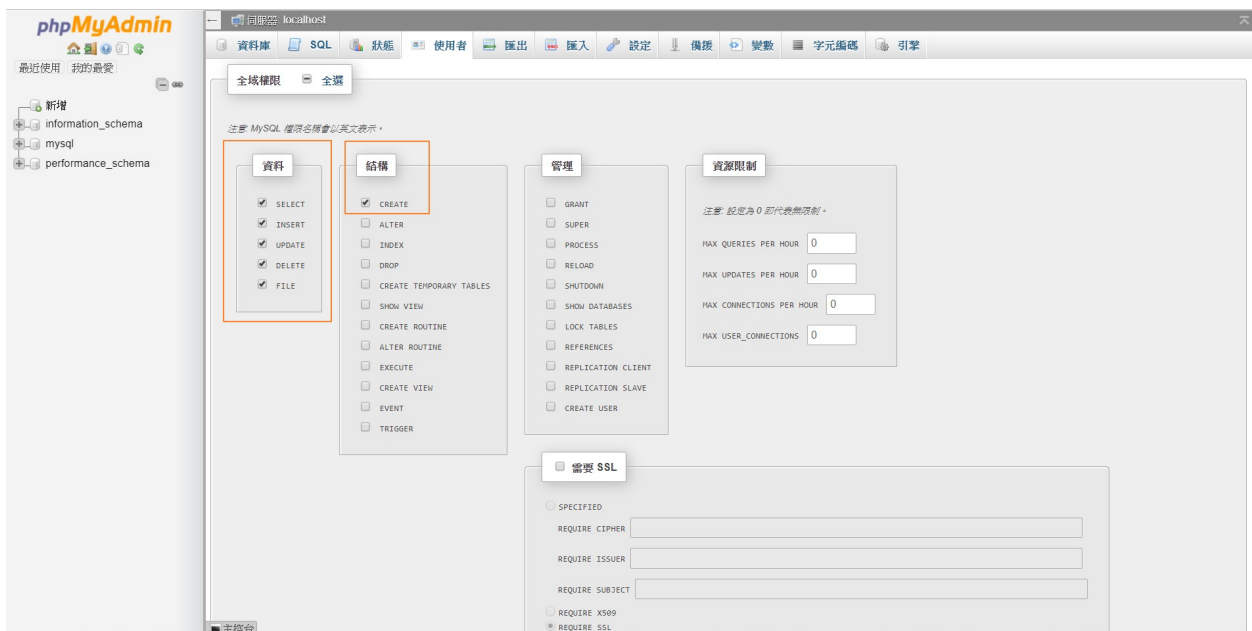 phpMyAdmin
最近使用 我的最愛
新增
information_schema
mysql
performance_schema
伺服器: localhost
資料庫 SQL 狀態 使用者 匯出 匯入 設定 備援 變數 字元編碼 引擎
全域權限 全選
注意: MySQL 權限名稱會以英文表示。
資料
SELECT
INSERT
UPDATE
DELETE
FILE
結構
CREATE
ALTER
INDEX
DROP
CREATE TEMPORARY TABLES
SHOW VIEW
CREATE ROUTINE
ALTER ROUTINE
EXECUTE
CREATE VIEW
EVENT
TRIGGER
管理
GRANT
SUPER
PROCESS
RELOAD
SHUTDOWN
SHOW DATABASES
LOCK TABLES
REFERENCES
REPLICATION CLIENT
REPLICATION SLAVE
CREATE USER
資源限制
注意: 設定為 0 即代表無限制。
MAX QUERIES PER HOUR 0
MAX UPDATES PER HOUR 0
MAX CONNECTIONS PER HOUR 0
MAX USER_CONNECTIONS 0
需要 SSL
SPECIFIED
REQUIRE CIPHER
REQUIRE ISSUER
REQUIRE SUBJECT
REQUIRE X509
REQUIRE SSL
主控台